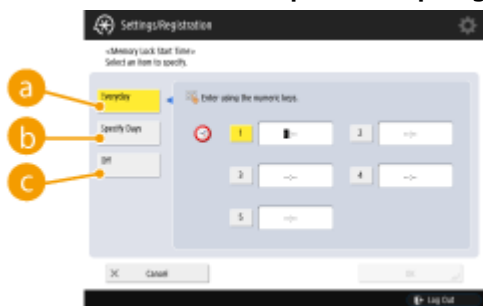 Settings/Registration
<Memory Lock Start Time>
Select an item to specify.
a
Everyday
Enter using the numeric keys.
b
Specify Days
1
--
2
--:--
c
Off
3
--:--
4
--:--
5
--:--
Cancel
OK
Log Out